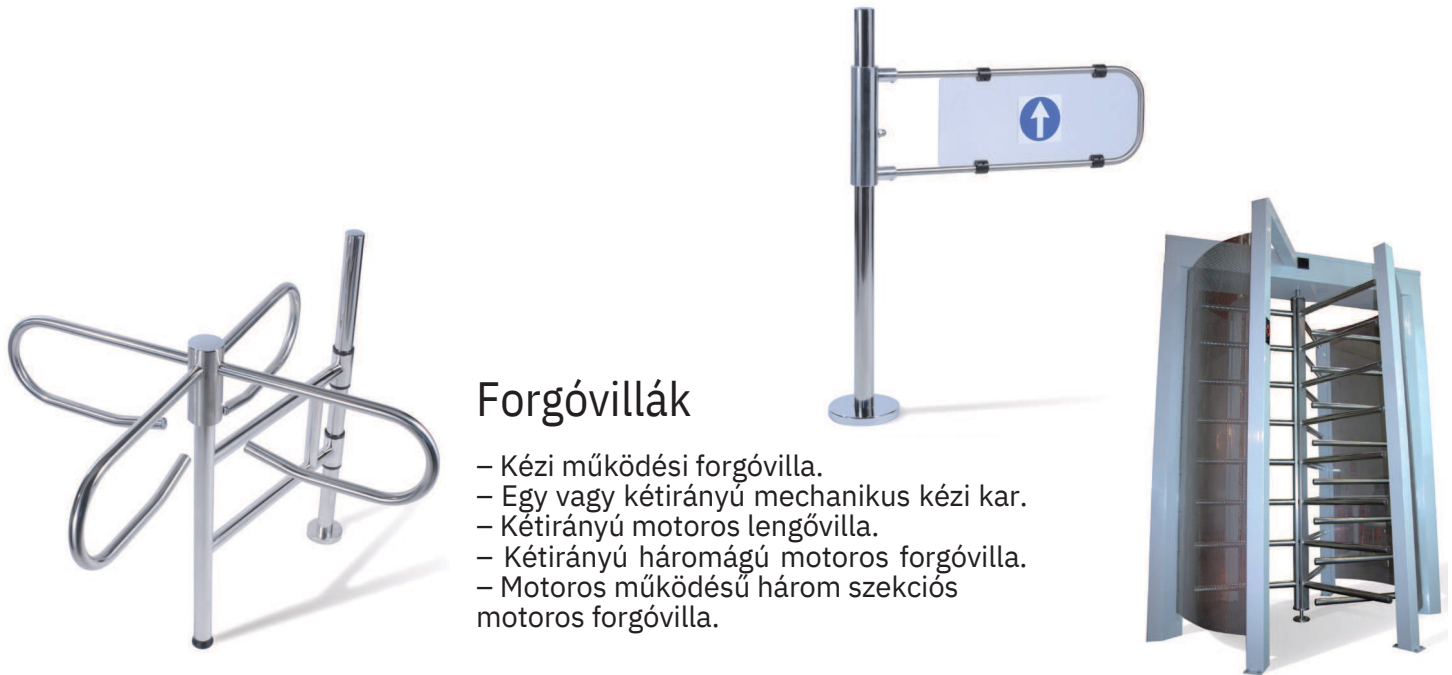 Forgóvillák
– Kézi működési forgóvilla.
– Egy vagy kétirányú mechanikus kézi kar.
– Kétirányú motoros lengővilla.
– Kétirányú háromágú motoros forgóvilla.
– Motoros működésű három szekciós
motoros forgóvilla.